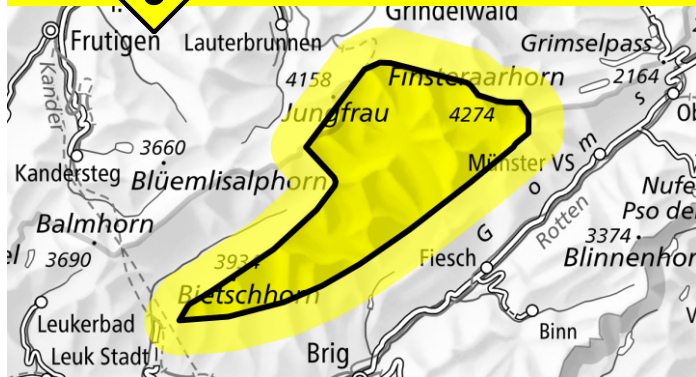 Grindelwald
Frutigen
Lauterbrunnen
Grimselpass
4158
Finsteraarhorn
2164
Kander
Jungfrau
4274
3660
Münster VS
Kandersteg
Blüemlisalphorn
Goms
Nufe
Balmhorn
Rotten
Pso de
3690
3934
Fiesch
3374
Blinnenhor
Bietschhorn
Leukerbad
Binn
Leuk Stadt
Brig